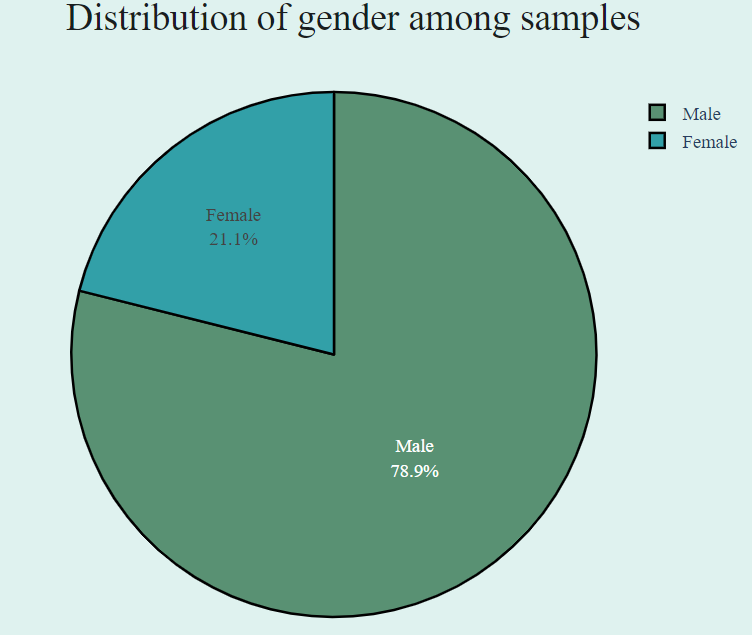 Distribution of gender among samples
Male
Female
Female
21.1%
Male
78.9%